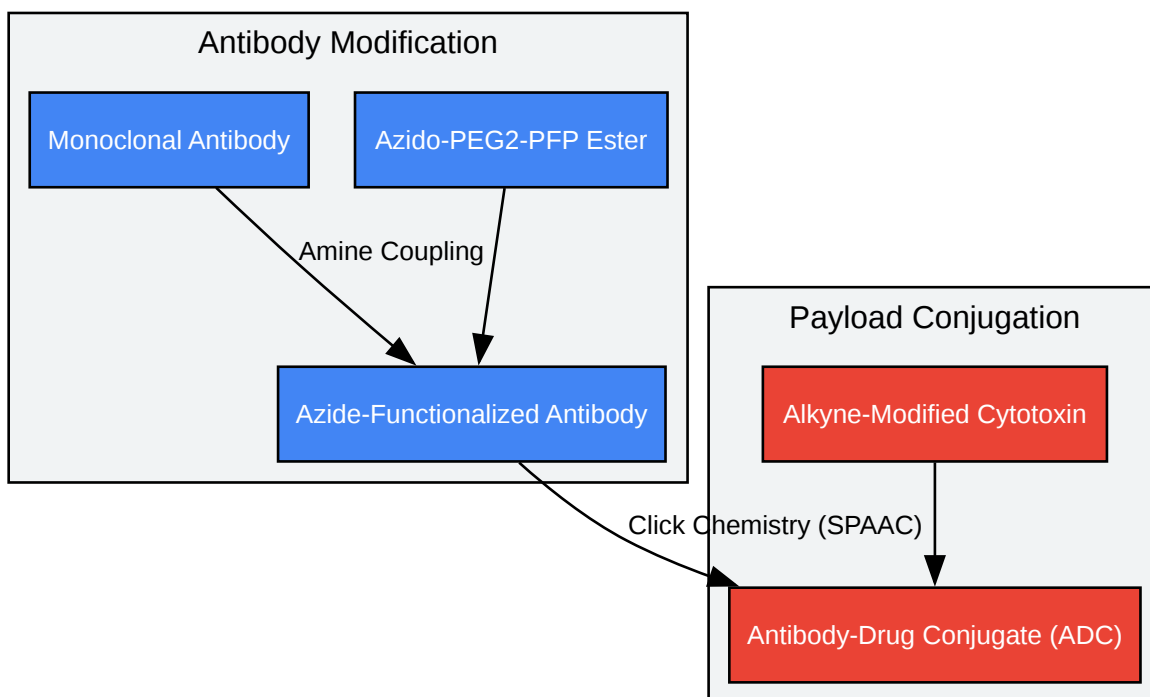 Antibody Modification
Monoclonal Antibody
Azido-PEG2-PFP Ester
Amine Coupling
Azide-Functionalized Antibody
Payload Conjugation
Alkyne-Modified Cytotoxin
Click Chemistry (SPAAC)
Antibody-Drug Conjugate (ADC)